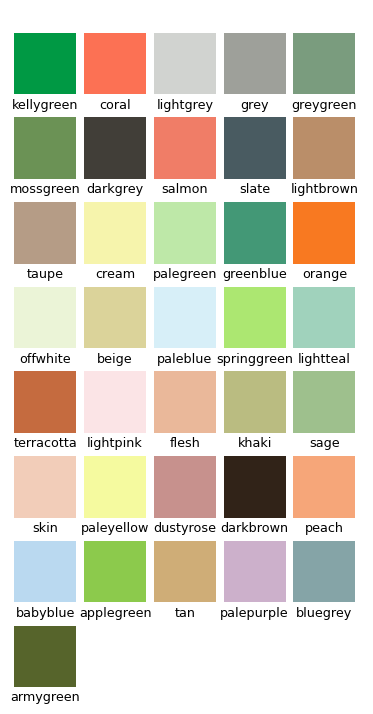 kellygreen coral lightgrey grey greygreen
mossgreen darkgrey salmon slate lightbrown
taupe cream palegreen greenblue orange
offwhite beige paleblue springgreen lightteal
terracotta lightpink flesh khaki sage
skin paleyellow dustyrose darkbrown peach
babyblue applegreen tan palepurple bluegrey
armygreen